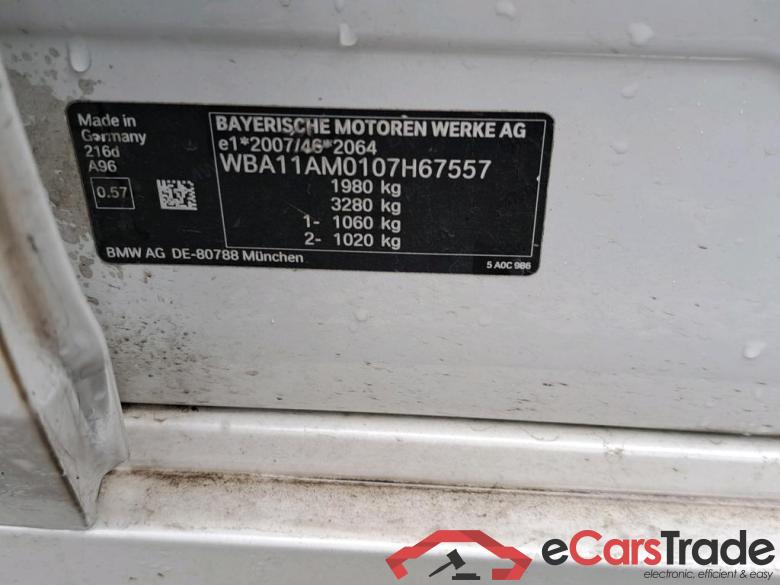 Made in
Germany
216d
A96
0.57
BAYERISCHE MOTOREN WERKE AG
e1*2007/46*2064
WBA11AM0107H67557
1980 kg
3280 kg
1- 1060 kg
2- 1020 kg
BMW AG DE-80788 München
5 A0C 986
eCarsTrade
electronic, efficient & easy